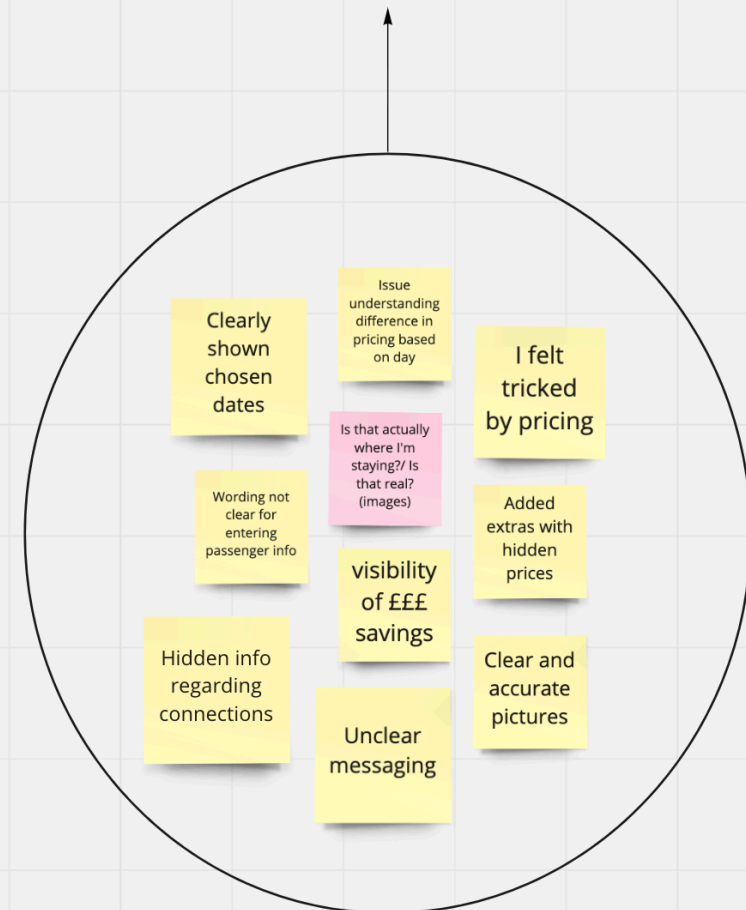 Issue
understanding
difference in
pricing based
on day
Clearly
shown
chosen
dates
I felt
tricked
by pricing
Is that actually
where I'm
staying?/ Is
that real?
(images)
Wording not
clear for
entering
passenger info
Added
extras with
hidden
prices
visibility
of £££
savings
Hidden info
regarding
connections
Clear and
accurate
pictures
Unclear
messaging